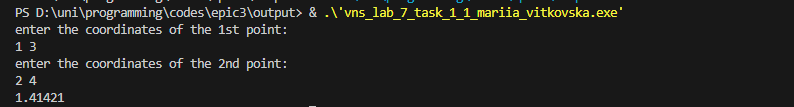 PS D:\uni\programming\codes\epic3\output> & .\'vns_lab_7_task_1_1_mariia_vitkovska.exe'
enter the coordinates of the 1st point:
1 3
enter the coordinates of the 2nd point:
2 4
1.41421